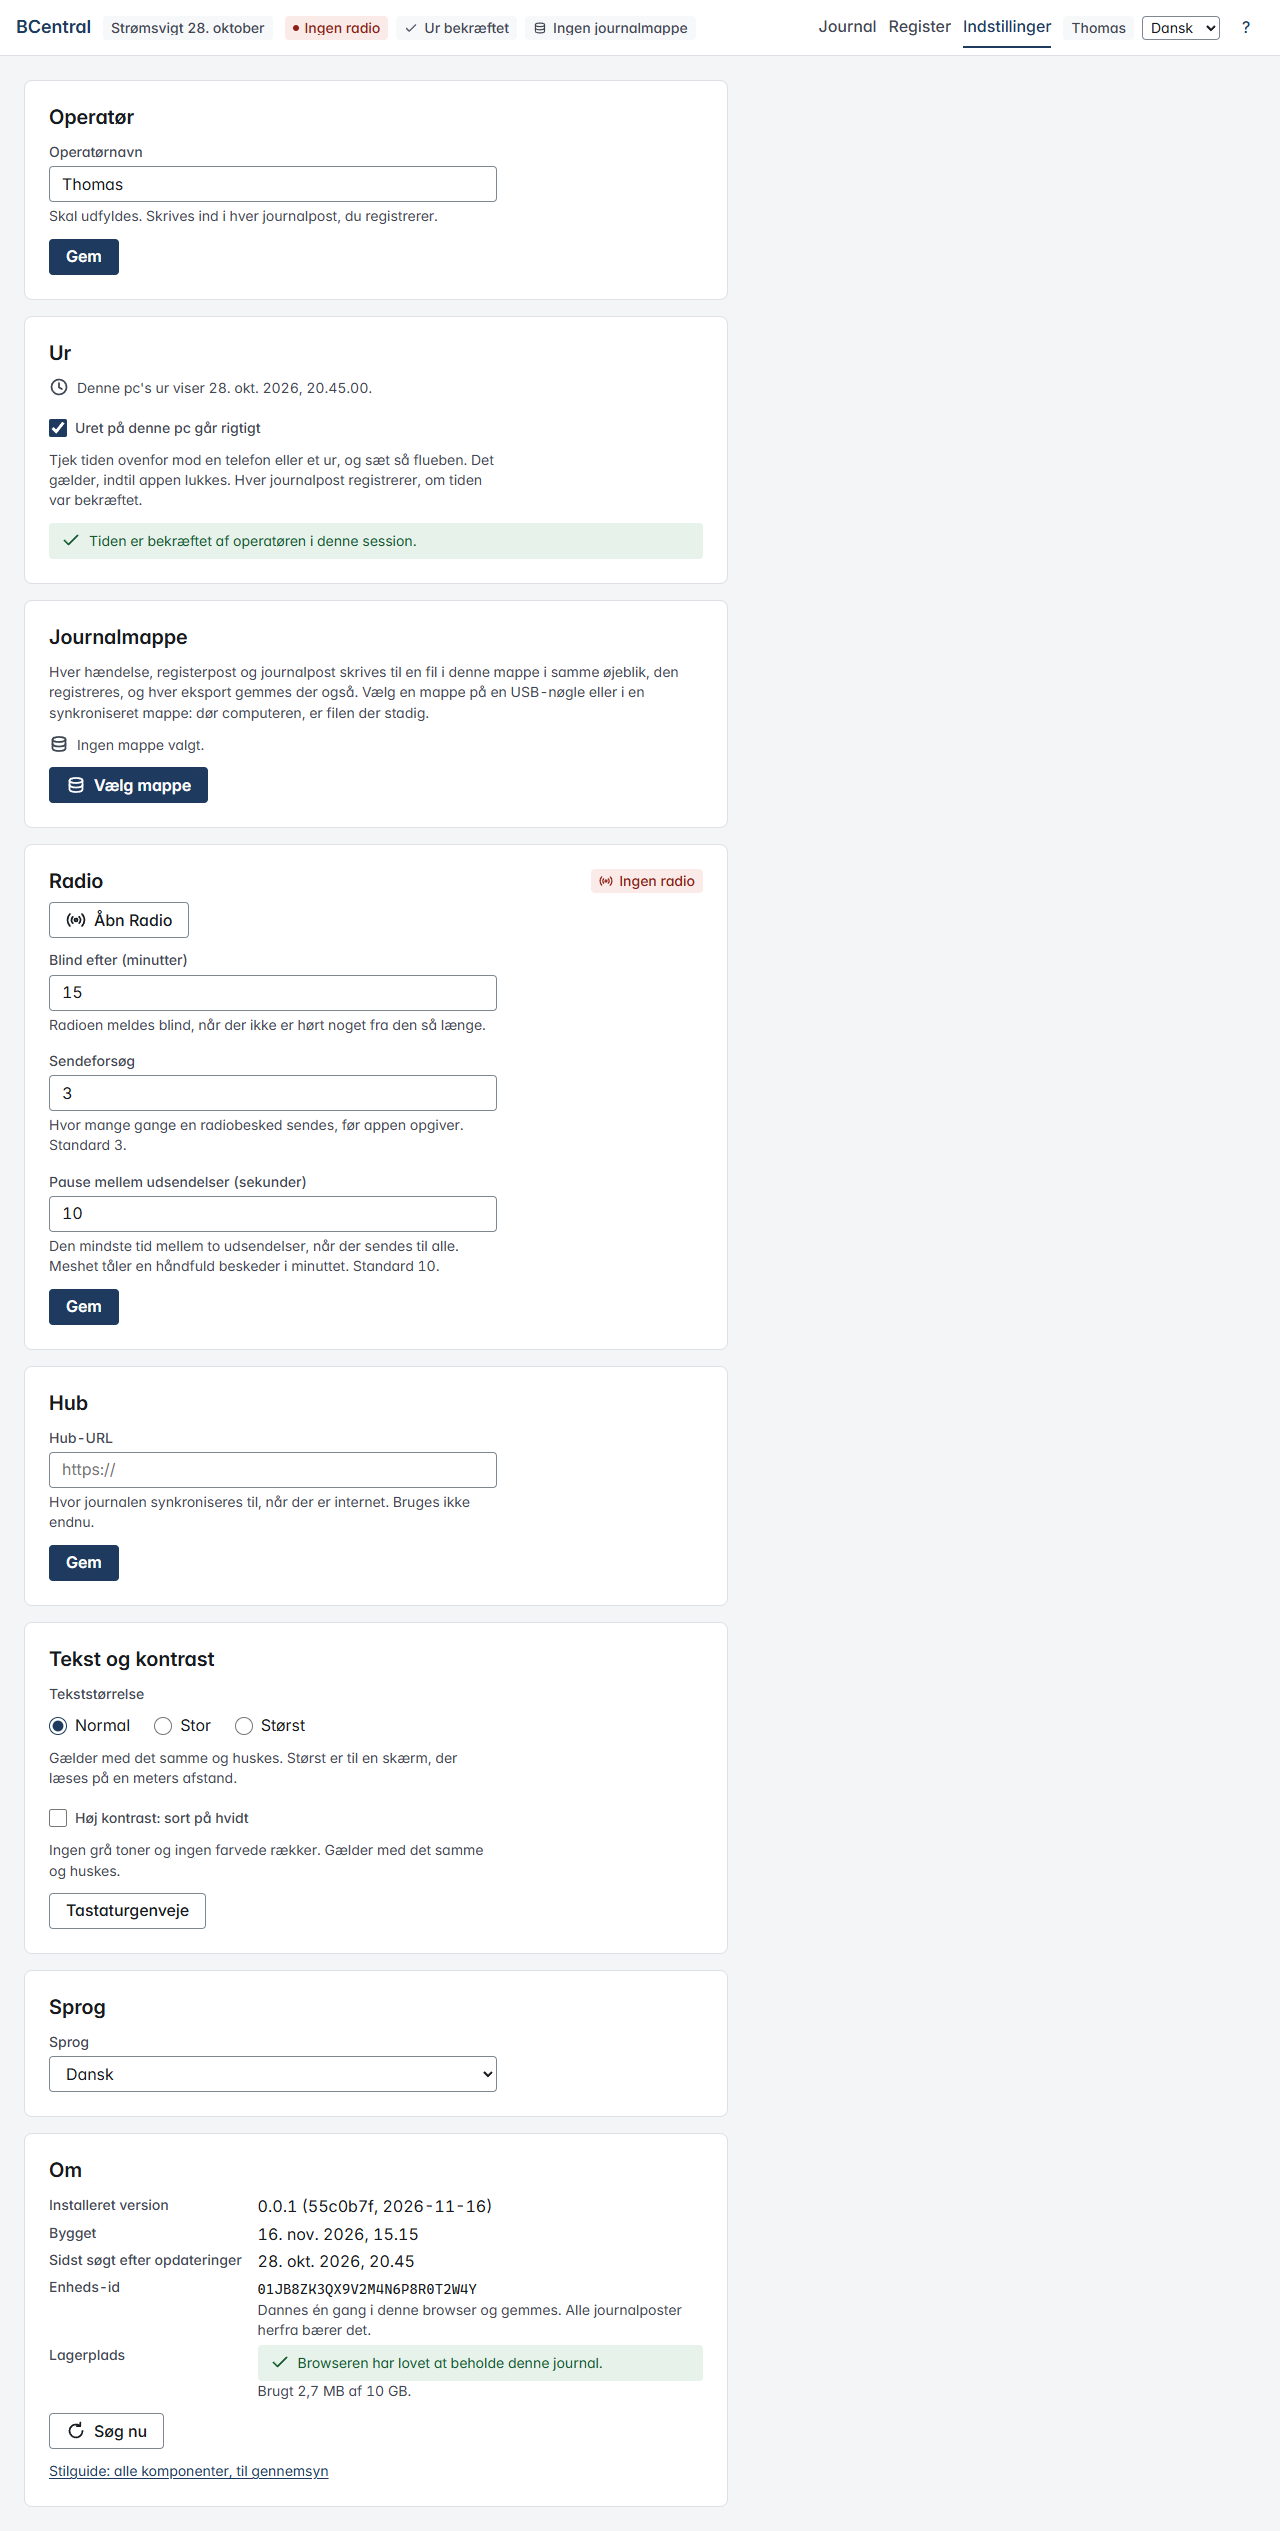 BCentral Strømsvigt 28. oktober Ingen radio Ur bekræftet Ingen journalmappe Journal Register Indstillinger Thomas Dansk ?
Operatør
Operatørnavn
Thomas
Skal udfyldes. Skrives ind i hver journalpost, du registrerer.
Gem
Ur
Denne pc's ur viser 28. okt. 2026, 20.45.00.
Uret på denne pc går rigtigt
Tjek tiden ovenfor mod en telefon eller et ur, og sæt så flueben. Det
gælder, indtil appen lukkes. Hver journalpost registrerer, om tiden
var bekræftet.
Tiden er bekræftet af operatøren i denne session.
Journalmappe
Hver hændelse, registerpost og journalpost skrives til en fil i denne mappe i samme øjeblik, den
registreres, og hver eksport gemmes der også. Vælg en mappe på en USB-nøgle eller i en
synkroniseret mappe: dør computeren, er filen der stadig.
Ingen mappe valgt.
Vælg mappe
Radio Ingen radio
Åbn Radio
Blind efter (minutter)
15
Radioen meldes blind, når der ikke er hørt noget fra den så længe.
Sendeforsøg
3
Hvor mange gange en radiobesked sendes, før appen opgiver.
Standard 3.
Pause mellem udsendelser (sekunder)
10
Den mindste tid mellem to udsendelser, når der sendes til alle.
Meshet tåler en håndfuld beskeder i minuttet. Standard 10.
Gem
Hub
Hub-URL
https://
Hvor journalen synkroniseres til, når der er internet. Bruges ikke
endnu.
Gem
Tekst og kontrast
Tekststørrelse
Normal Stor Størst
Gælder med det samme og huskes. Størst er til en skærm, der
læses på en meters afstand.
Høj kontrast: sort på hvidt
Ingen grå toner og ingen farvede rækker. Gælder med det samme
og huskes.
Tastaturgenveje
Sprog
Sprog
Dansk
Om
Installeret version 0.0.1 (55c0b7f, 2026-11-16)
Bygget 16. nov. 2026, 15.15
Sidst søgt efter opdateringer 28. okt. 2026, 20.45
Enheds-id 01JB8ZK3QX9V2M4N6P8R0T2W4Y
Dannes én gang i denne browser og gemmes. Alle journalposter
herfra bærer det.
Lagerplads Browseren har lovet at beholde denne journal.
Brugt 2,7 MB af 10 GB.
Søg nu
Stilguide: alle komponenter, til gennemsyn